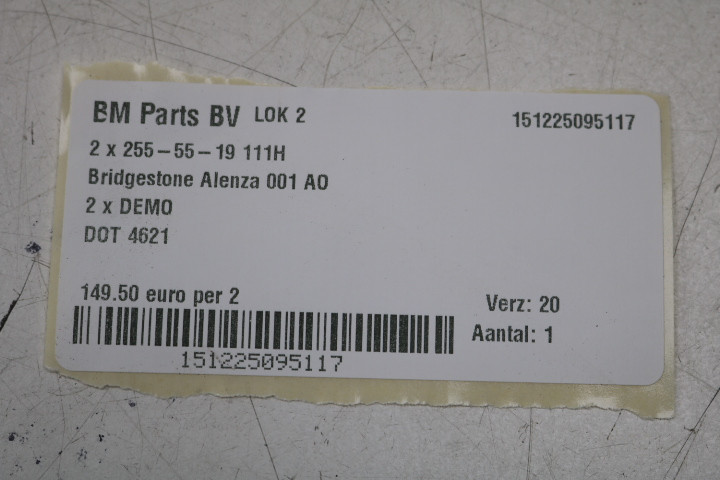 BM Parts BV LOK 2 151225095117
2 x 255-55-19 111H
Bridgestone Alenza 001 AO
2 x DEMO
DOT 4621
149.50 euro per 2 Verz: 20
Aantal: 1
151225095117